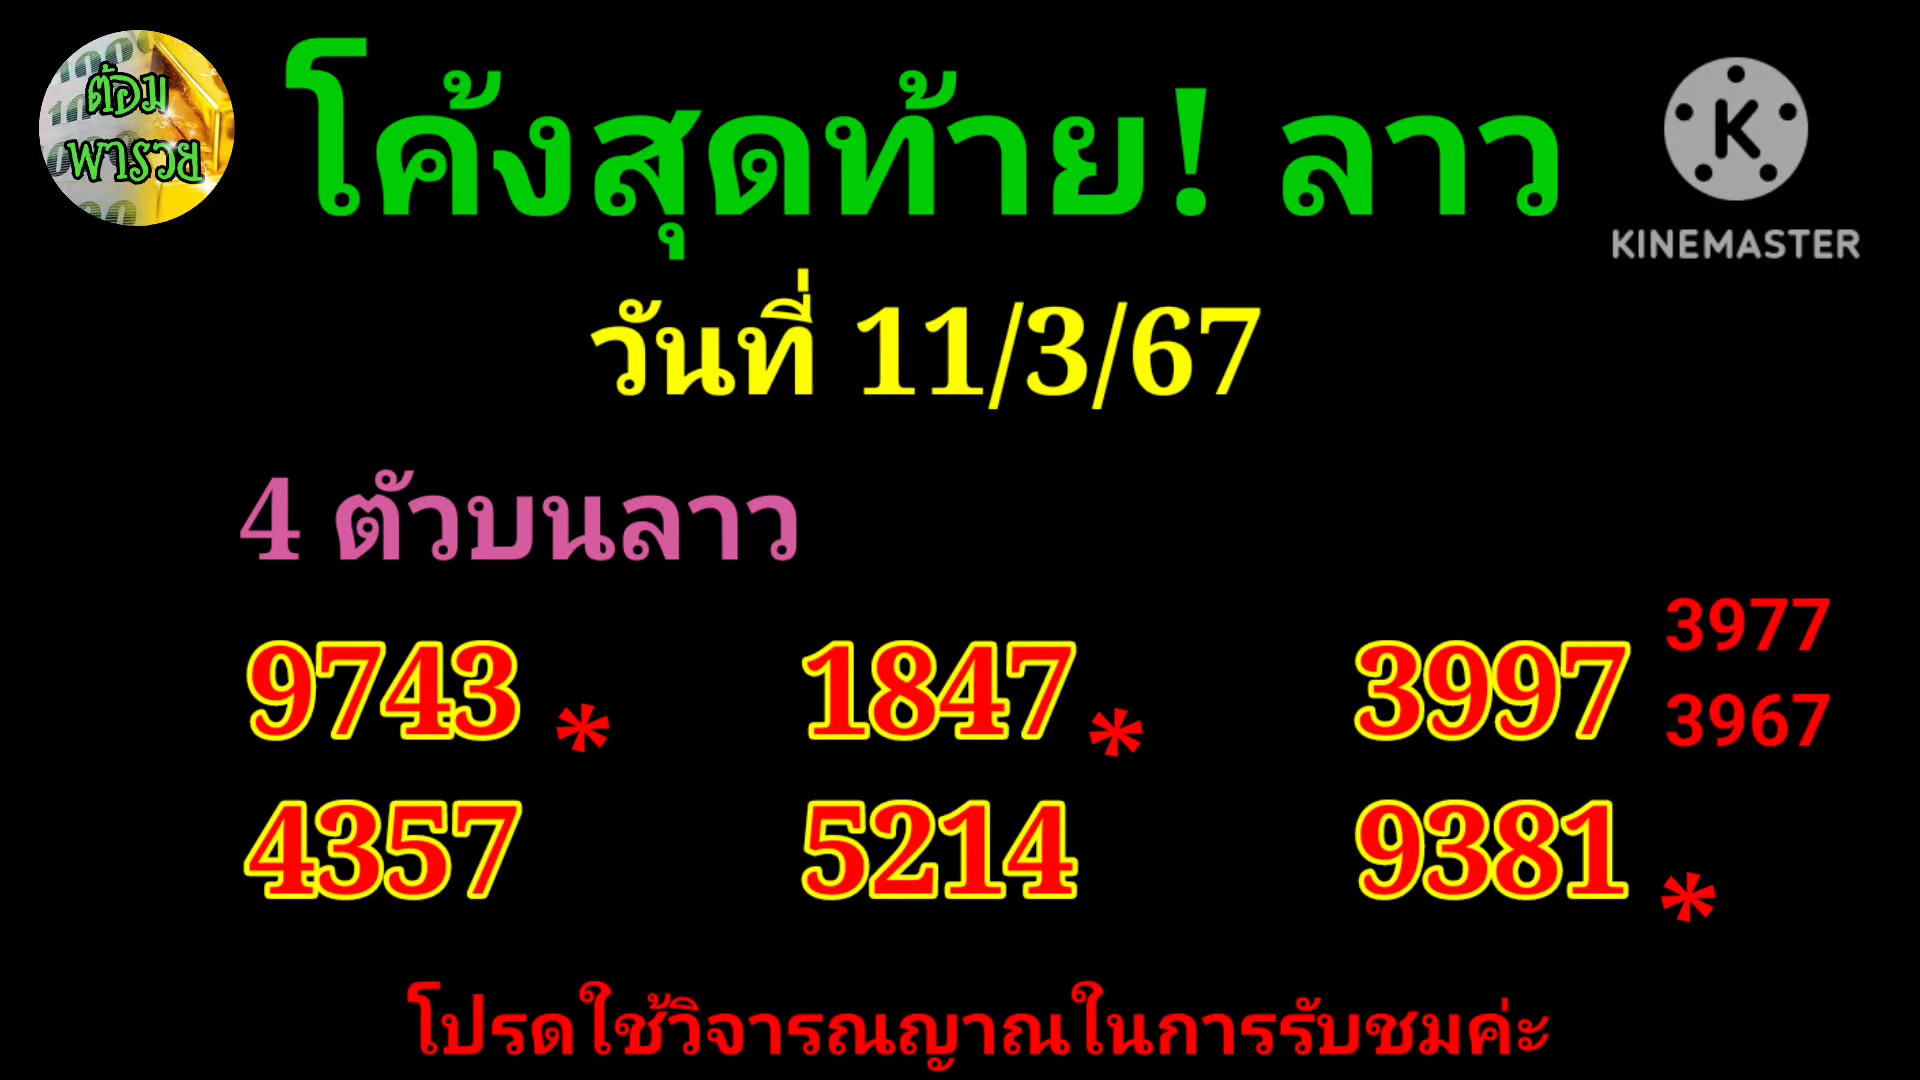 ต้อม
พารวย
โค้งสุดท้าย! ลาว
KINEMASTER
วันที่ 11/3/67
4 ตัวบนลาว
9743 * 1847 * 3997 3977
3967
4357 5214 9381 *
โปรดใช้วิจารณญาณในการรับชมค่ะ